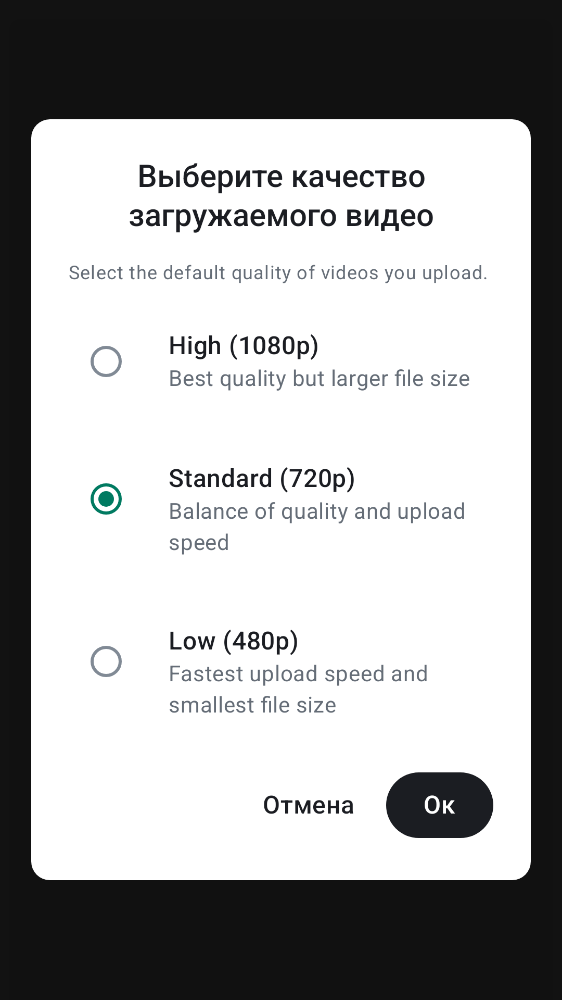 Выберите качество
загружаемого видео
Select the default quality of videos you upload.
High (1080p)
Best quality but larger file size
Standard (720p)
Balance of quality and upload
speed
Low (480p)
Fastest upload speed and
smallest file size
Отмена
Ок